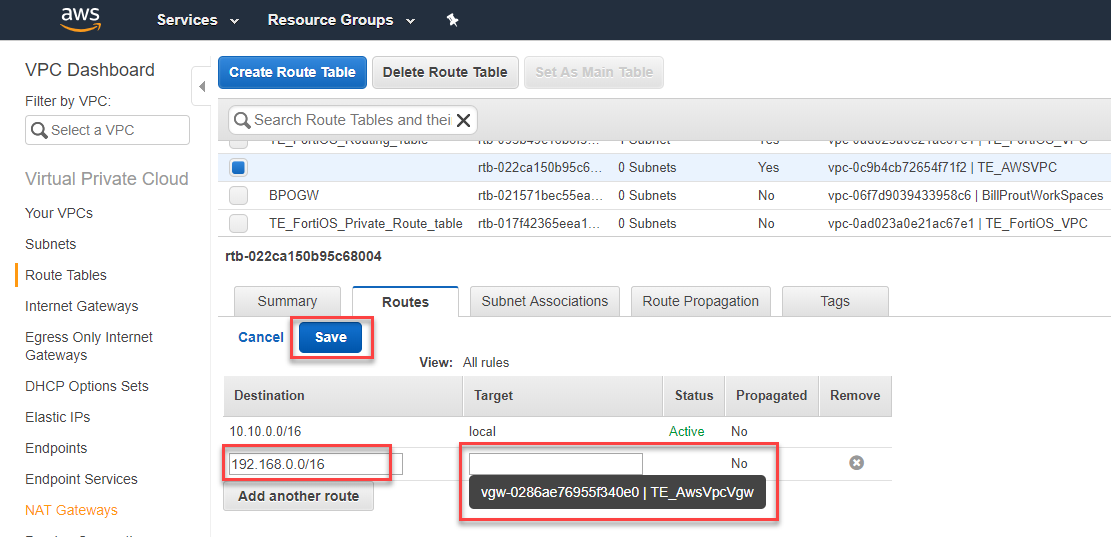 aws Services Resource Groups
VPC Dashboard
Filter by VPC:
Select a VPC
Virtual Private Cloud
Your VPCs
Subnets
Route Tables
Internet Gateways
Egress Only Internet
Gateways
DHCP Options Sets
Elastic IPs
Endpoints
Endpoint Services
NAT Gateways
Create Route Table Delete Route Table Set As Main Table
Search Route Tables and thei
TE_FortiOS_Routing_Table Yes TE_FortiOS_VPC
rtb-022ca150b95c6... 0 Subnets Yes vpc-0c9b4cb72654f71f2 | TE_AWSVPC
BPOGW rtb-021571bec55ea... 0 Subnets No vpc-06f7d9039433958c6 | BillProutWorkSpaces
TE_FortiOS_Private_Route_table rtb-017f42365eea1... 0 Subnets No vpc-0ad023a0e21ac67e1 | TE_FortiOS_VPC
rtb-022ca150b95c68004
Summary Routes Subnet Associations Route Propagation Tags
Cancel Save
View: All rules
Destination Target Status Propagated Remove
10.10.0.0/16 local Active No
192.168.0.0/16 No
vgw-0286ae76955f340e0 | TE_AwsVpcVgw
Add another route